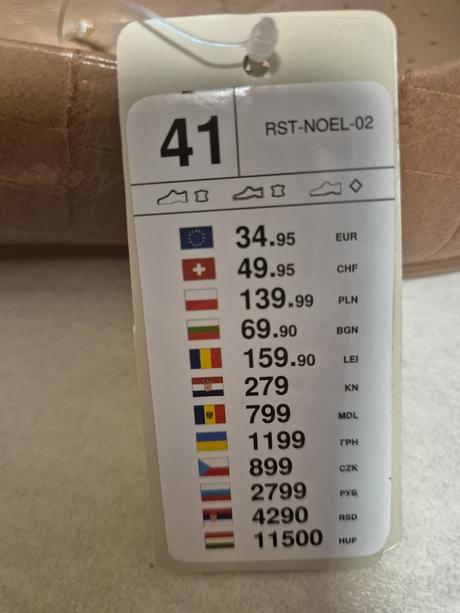 41 RST-NOEL-02
34.95 EUR
49.95 CHF
139.99 PLN
69.90 BGN
159.90 LEI
279 KN
799 MDL
1199 ГРН
899 CZK
2799 РУБ
4290 RSD
11500 HUF